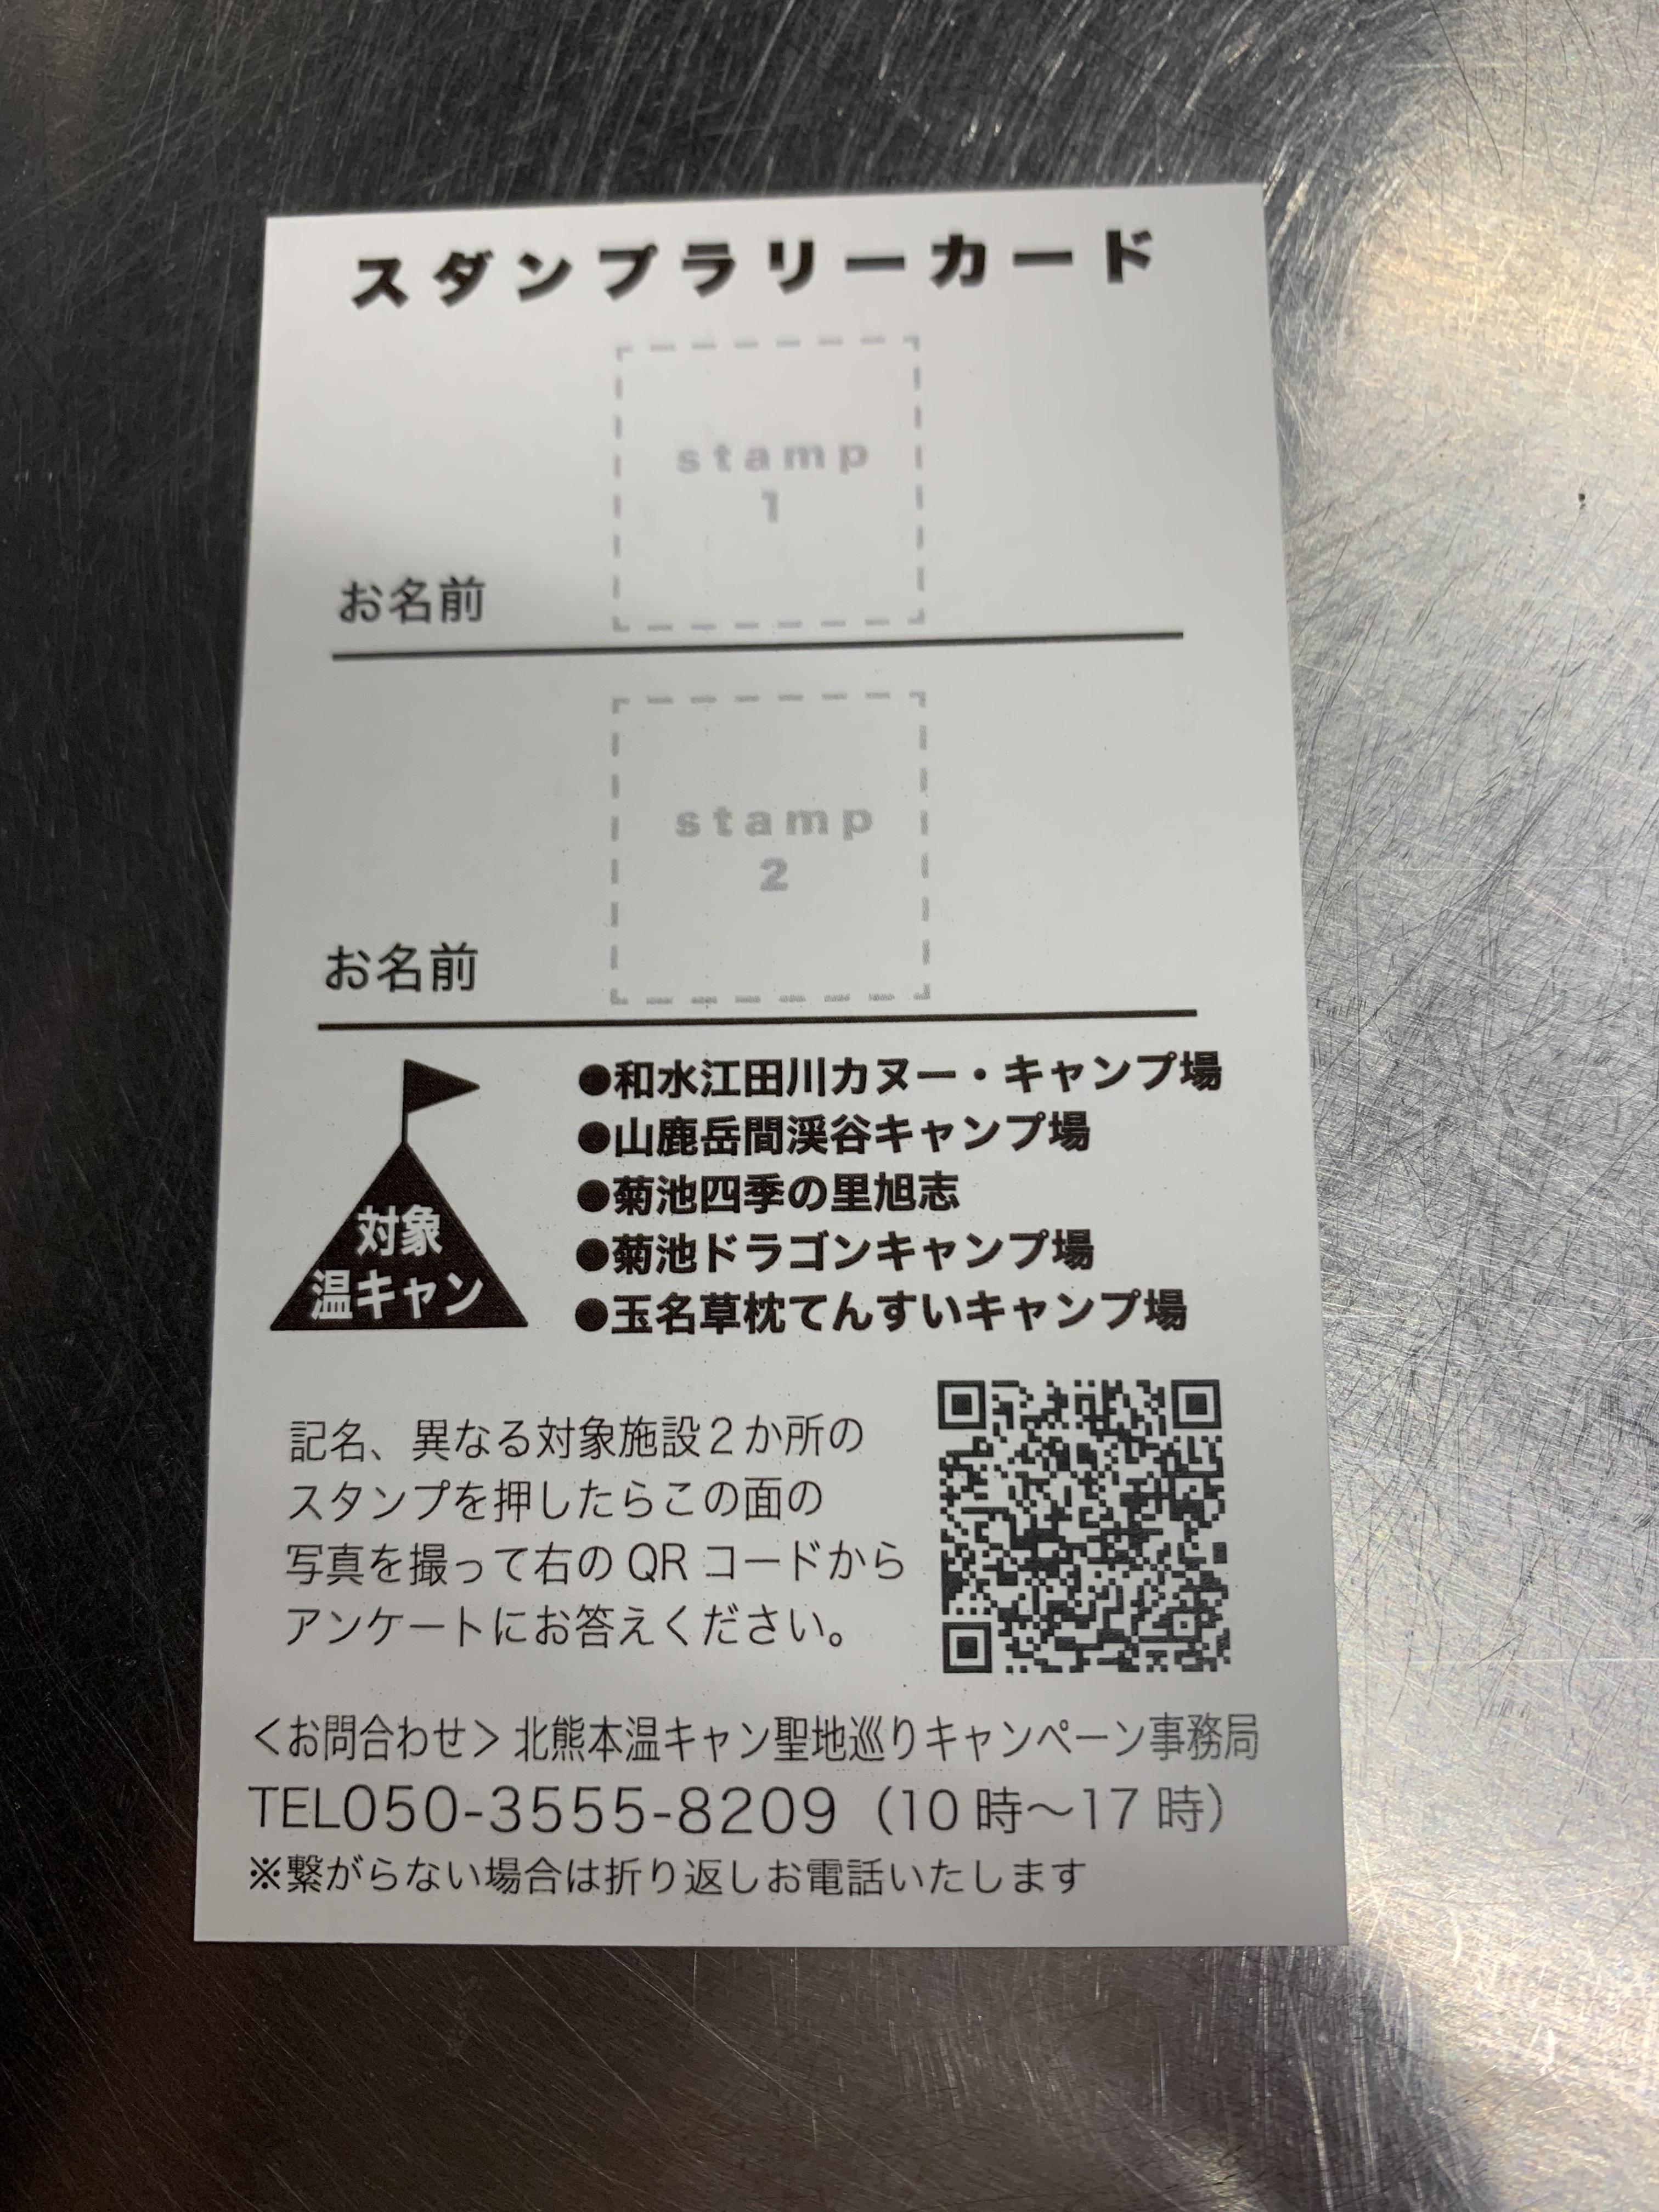 スダンプラリーカード
stamp
1
お名前
stamp
2
お名前
対象
温キャン
●和水江田川カヌー・キャンプ場
●山鹿岳間渓谷キャンプ場
●菊池四季の里旭志
●菊池ドラゴンキャンプ場
●玉名草枕てんすいキャンプ場
記名、異なる対象施設2か所の
スタンプを押したらこの面の
写真を撮って右のQRコードから
アンケートにお答えください。
＜お問合わせ＞北熊本温キャン聖地巡りキャンペーン事務局
TEL050-3555-8209（10時～17時）
※繋がらない場合は折り返しお電話いたします